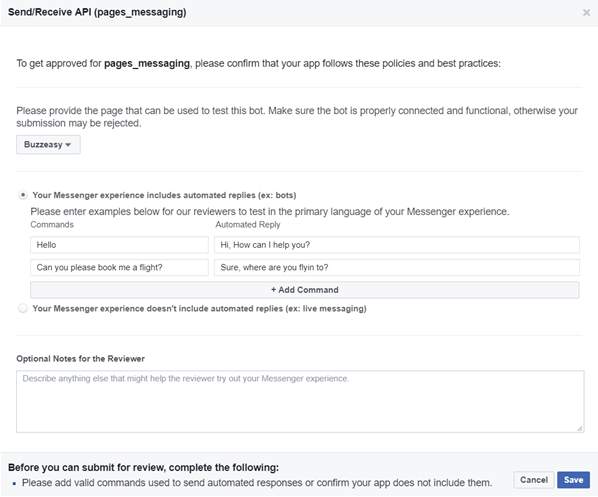 Send/Receive API (pages_messaging)
×
To get approved for pages_messaging, please confirm that your app follows these policies and best practices:
Please provide the page that can be used to test this bot. Make sure the bot is properly connected and functional, otherwise your
submission may be rejected.
Buzzeasy
Your Messenger experience includes automated replies (ex: bots)
Please enter examples below for our reviewers to test in the primary language of your Messenger experience.
Commands Automated Reply
Hello Hi, How can I help you?
Can you please book me a flight? Sure, where are you flyin to?
+ Add Command
Your Messenger experience doesn't include automated replies (ex: live messaging)
Optional Notes for the Reviewer
Describe anything else that might help the reviewer try out your Messenger experience.
Before you can submit for review, complete the following:
• Please add valid commands used to send automated responses or confirm your app does not include them.
Cancel Save